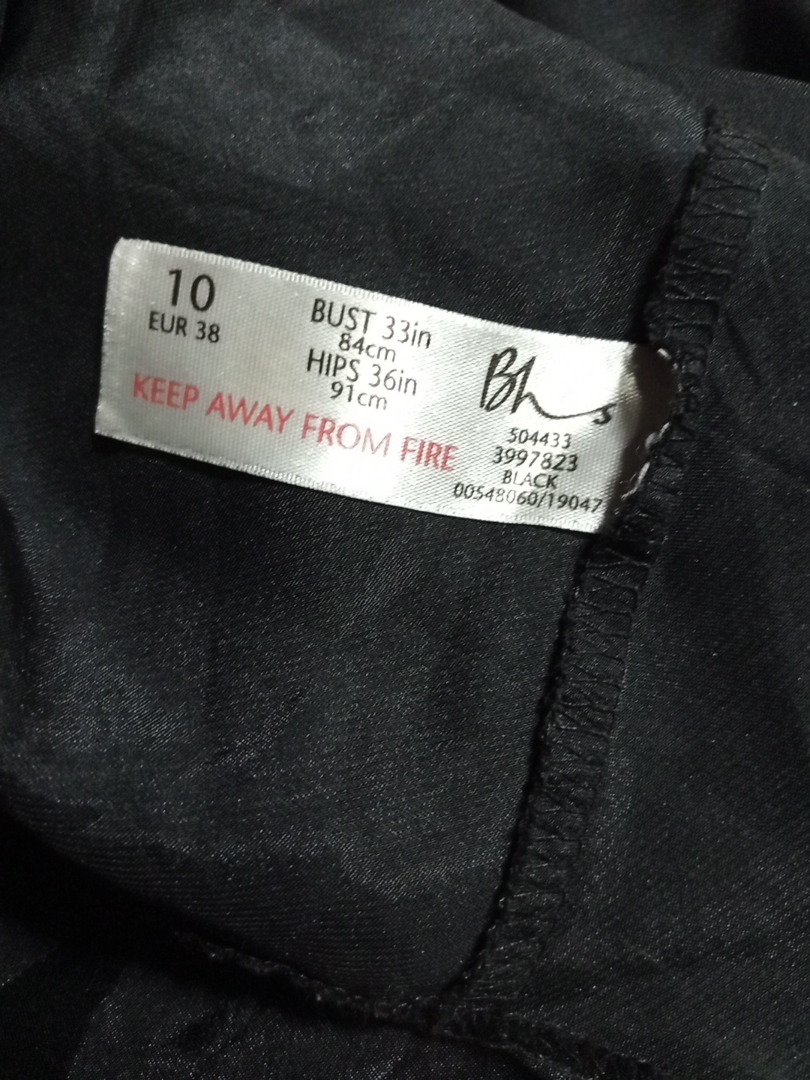 10
EUR 38
BUST 33in
84cm
HIPS 36in
91cm
KEEP AWAY FROM FIRE
Bhs
504433
3997823
BLACK
00548060/19047